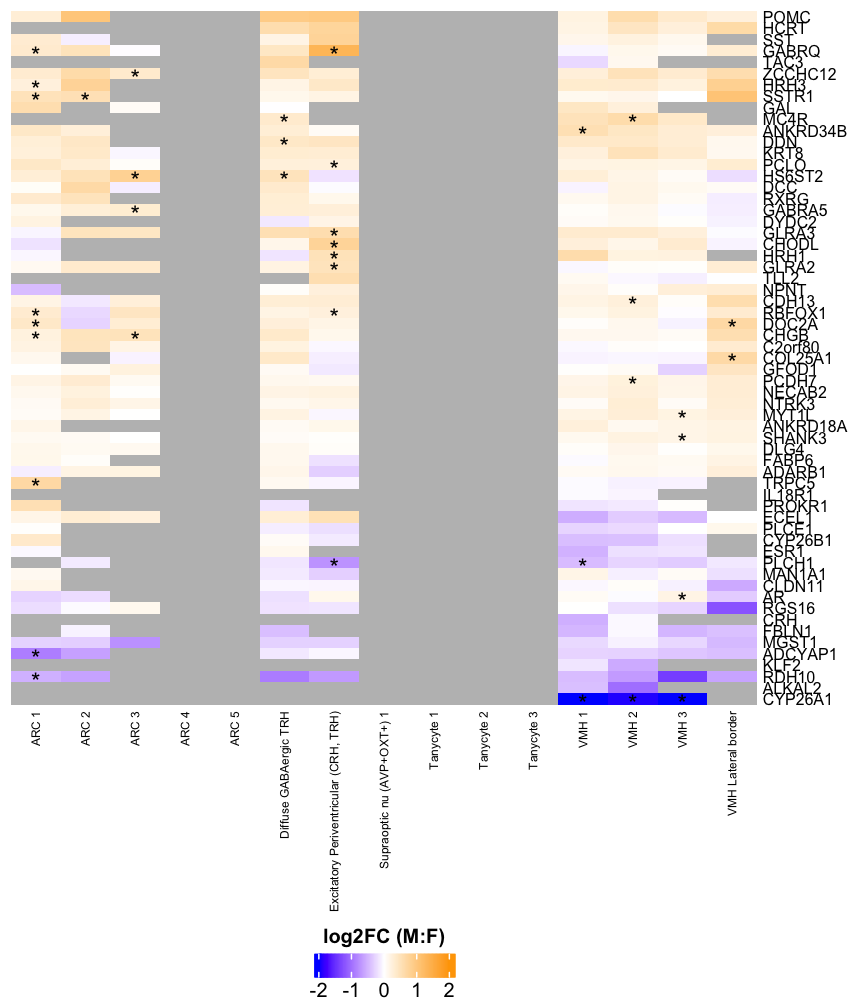 POMC
HCRT
SST
GABRQ
TAC3
ZCCHC12
HRH3
SSTR1
GAL
MC4R
ANKRD34B
DDN
KRT8
PCLO
HS6ST2
DCC
RXRG
GABRA5
DYDC2
GLRA3
CHODL
HRH1
GLRA2
TLL2
NPNT
CDH13
RBFOX1
DOC2A
CHGB
C2orf80
COL25A1
GFOD1
PCDH7
NECAB2
NTRK3
MYT1L
ANKRD18A
SHANK3
DLG4
FABP6
ADARB1
TRPC5
IL18R1
PROKR1
ECEL1
PLCE1
CYP26B1
ESR1
PLCH1
MAN1A1
CLDN11
AR
RGS16
CRH
FBLN1
MGST1
ADCYAP1
KLF2
RDH10
ALKAL2
CYP26A1
ARC 1
ARC 2
ARC 3
ARC 4
ARC 5
Diffuse GABAergic TRH
Excitatory Periventricular (CRH, TRH)
Supraoptic nu (AVP+OXT+) 1
Tanycyte 1
Tanycyte 2
Tanycyte 3
VMH 1
VMH 2
VMH 3
VMH Lateral border
log2FC (M:F)
-2 -1 0 1 2